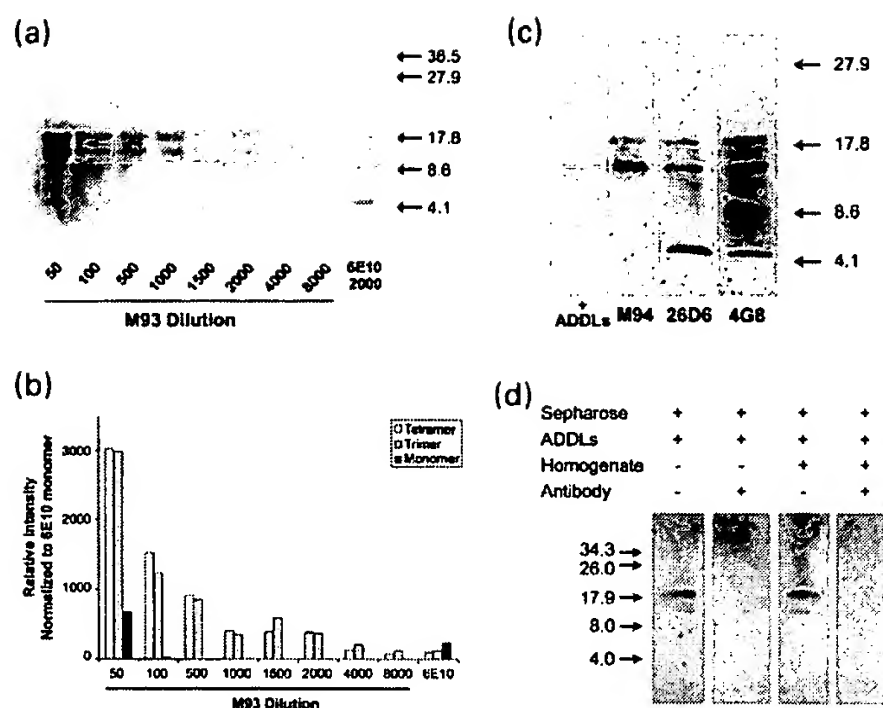 (a)
36.5
27.9
17.8
8.6
4.1
50 100 500 1000 1500 2000 4000 8000 6E10 2000
M93 Dilution
(c)
27.9
17.8
8.6
4.1
+
ADDLs M94 26D6 4G8
(b)
Relative Intensity
Normalized to 6E10 monomer
3000
2000
1000
0
Tetramer
Trimer
Monomer
50 100 500 1000 1500 2000 4000 8000 6E10
M93 Dilution
(d)
Sepharose + + + +
ADDLs + + + +
Homogenate - - + +
Antibody - + - +
34.3
26.0
17.9
8.0
4.0